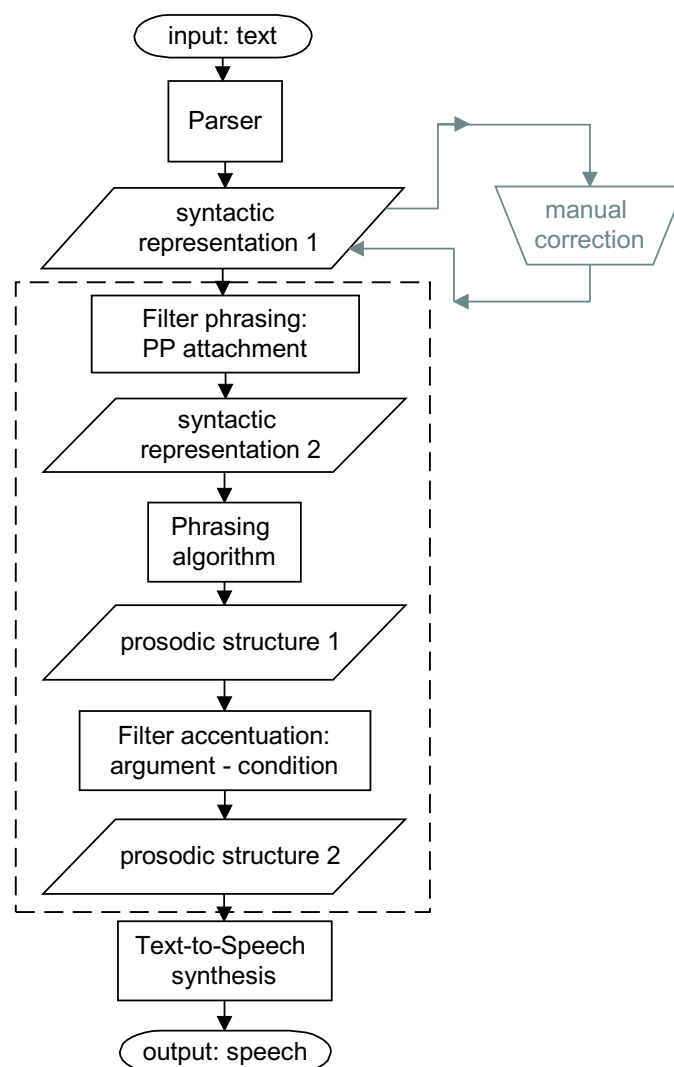 input: text
Parser
syntactic
representation 1
manual
correction
Filter phrasing:
PP attachment
syntactic
representation 2
Phrasing
algorithm
prosodic structure 1
Filter accentuation:
argument - condition
prosodic structure 2
Text-to-Speech
synthesis
output: speech